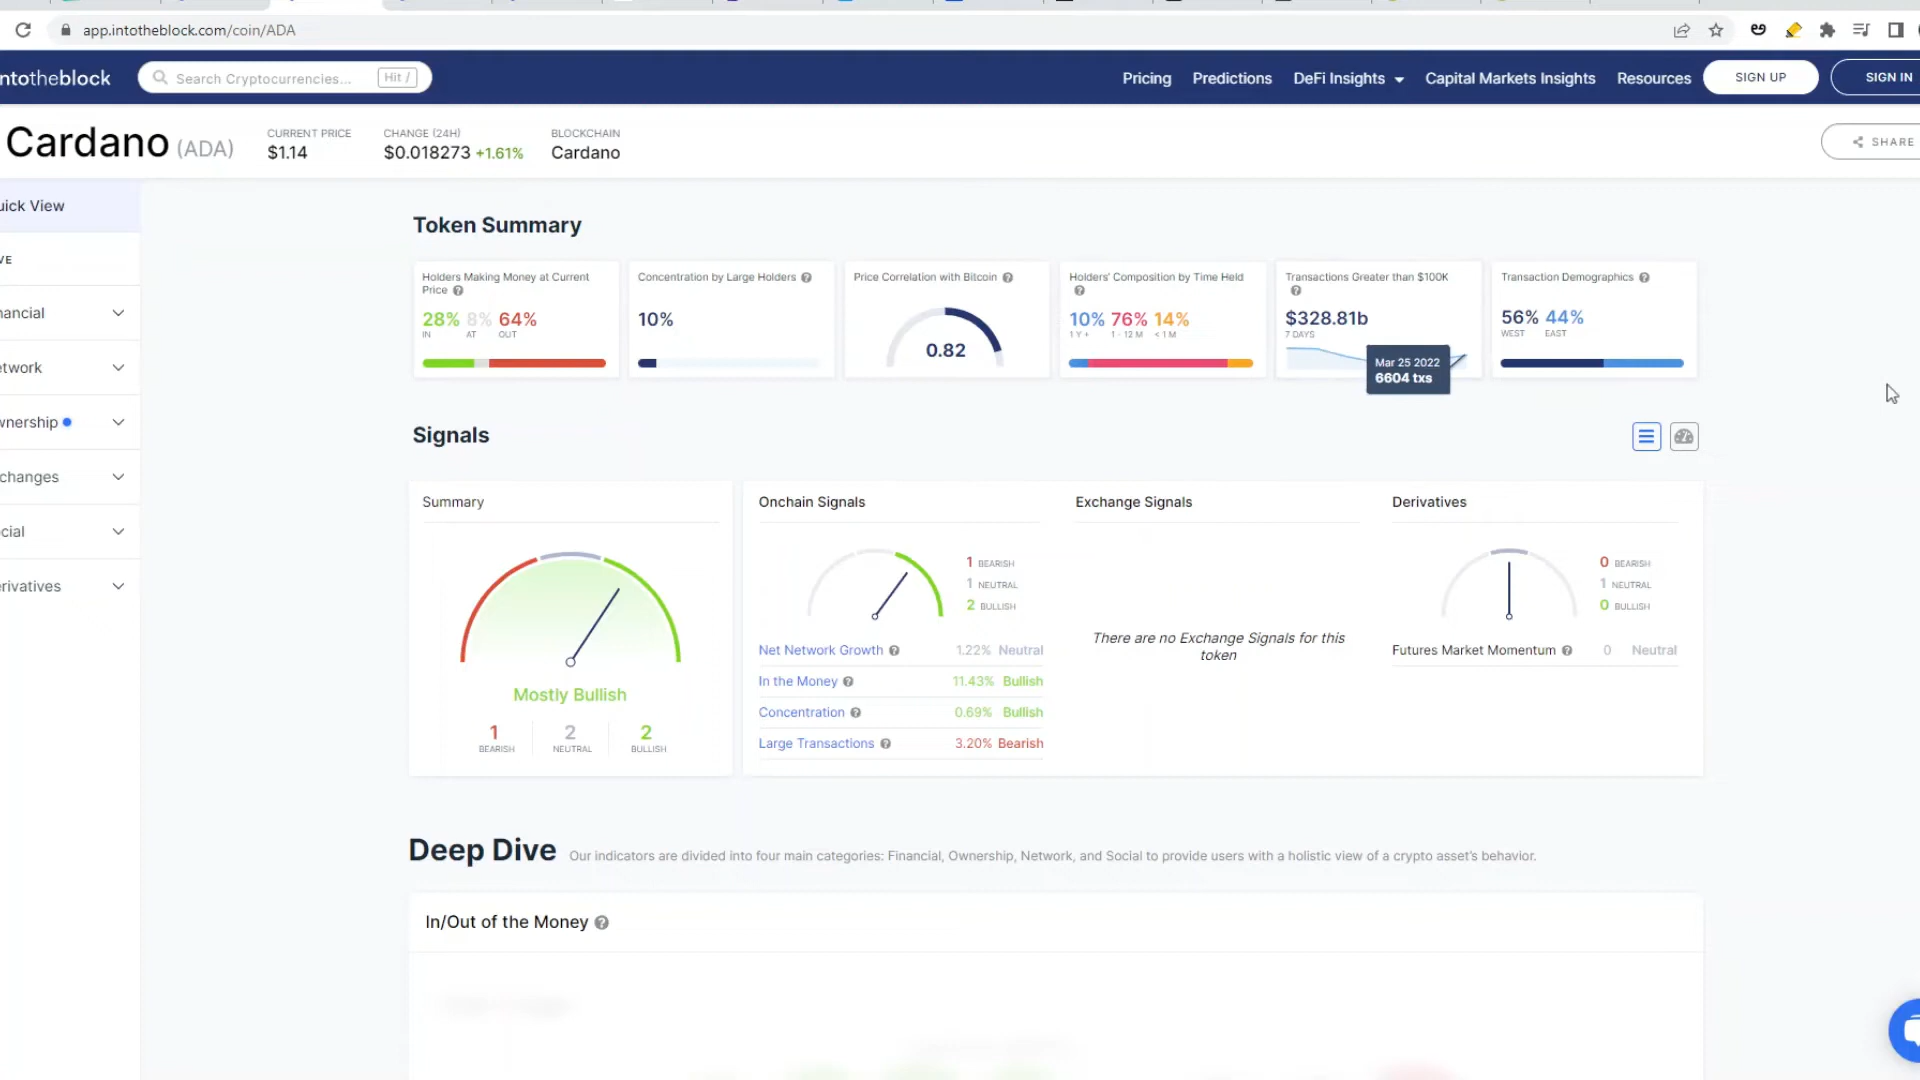 app.intotheblock.com/coin/ADA
ntotheblock
Search Cryptocurrencies...
Hit /
Pricing
Predictions
DeFi Insights
Capital Markets Insights
Resources
SIGN UP
SIGN IN
Cardano (ADA)
CURRENT PRICE
$1.14
CHANGE (24H)
$0.018273 +1.61%
BLOCKCHAIN
Cardano
SHARE
uick View
VE
nancial
etwork
wnership
changes
ocial
erivatives
Token Summary
Holders Making Money at Current
Price
28% 8% 64%
IN AT OUT
Concentration by Large Holders
10%
Price Correlation with Bitcoin
0.82
Holders' Composition by Time Held
10% 76% 14%
1 Y + 1 - 12 M < 1 M
Transactions Greater than $100K
$328.81b
7 DAYS
Mar 25 2022
6604 txs
Transaction Demographics
56% 44%
WEST EAST
Signals
Summary
Mostly Bullish
1 2 2
BEARISH NEUTRAL BULLISH
Onchain Signals
1 BEARISH
1 NEUTRAL
2 BULLISH
Net Network Growth 1.22% Neutral
In the Money 11.43% Bullish
Concentration 0.69% Bullish
Large Transactions 3.20% Bearish
Exchange Signals
There are no Exchange Signals for this
token
Derivatives
0 BEARISH
1 NEUTRAL
0 BULLISH
Futures Market Momentum 0 Neutral
Deep Dive
Our indicators are divided into four main categories: Financial, Ownership, Network, and Social to provide users with a holistic view of a crypto asset's behavior.
In/Out of the Money